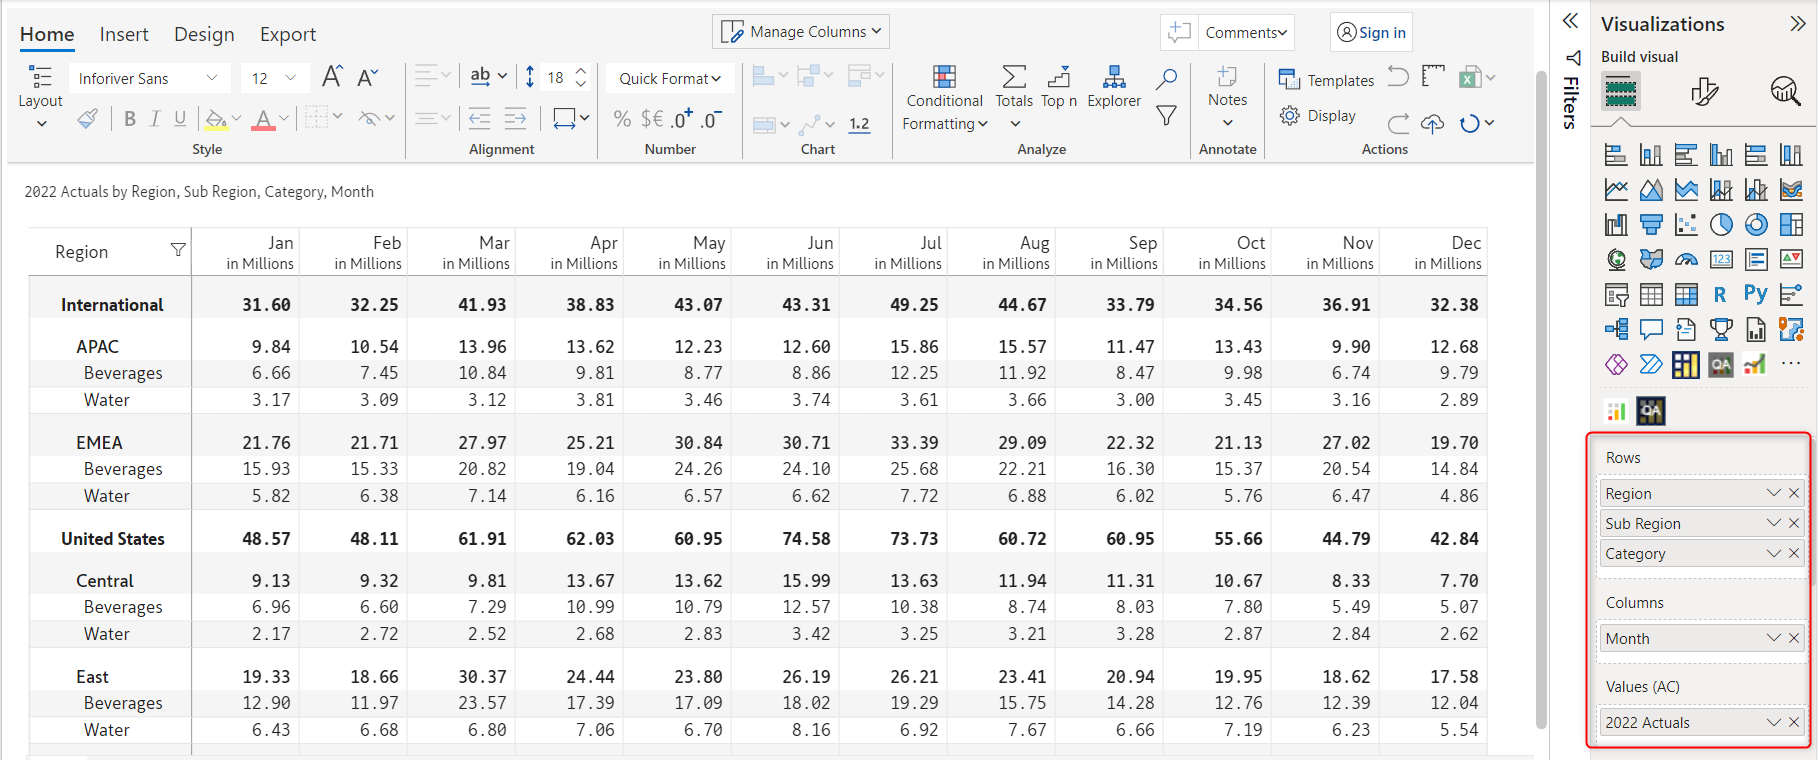 Home Insert Design Export Manage Columns Comments Sign in
Visualizations
Build visual
Filters
Layout Inforiver Sans 12 A A ab 18 Quick Format Conditional Formatting Totals Top n Explorer Notes Templates Display
B I U A % $€ .0+ .0- 1.2
Style Alignment Number Chart Analyze Annotate Actions
2022 Actuals by Region, Sub Region, Category, Month
Region Jan Feb Mar Apr May Jun Jul Aug Sep Oct Nov Dec
in Millions in Millions in Millions in Millions in Millions in Millions in Millions in Millions in Millions in Millions in Millions in Millions
International 31.60 32.25 41.93 38.83 43.07 43.31 49.25 44.67 33.79 34.56 36.91 32.38
APAC 9.84 10.54 13.96 13.62 12.23 12.60 15.86 15.57 11.47 13.43 9.90 12.68
Beverages 6.66 7.45 10.84 9.81 8.77 8.86 12.25 11.92 8.47 9.98 6.74 9.79
Water 3.17 3.09 3.12 3.81 3.46 3.74 3.61 3.66 3.00 3.45 3.16 2.89
EMEA 21.76 21.71 27.97 25.21 30.84 30.71 33.39 29.09 22.32 21.13 27.02 19.70
Beverages 15.93 15.33 20.82 19.04 24.26 24.10 25.68 22.21 16.30 15.37 20.54 14.84
Water 5.82 6.38 7.14 6.16 6.57 6.62 7.72 6.88 6.02 5.76 6.47 4.86
United States 48.57 48.11 61.91 62.03 60.95 74.58 73.73 60.72 60.95 55.66 44.79 42.84
Central 9.13 9.32 9.81 13.67 13.62 15.99 13.63 11.94 11.31 10.67 8.33 7.70
Beverages 6.96 6.60 7.29 10.99 10.79 12.57 10.38 8.74 8.03 7.80 5.49 5.07
Water 2.17 2.72 2.52 2.68 2.83 3.42 3.25 3.21 3.28 2.87 2.84 2.62
East 19.33 18.66 30.37 24.44 23.80 26.19 26.21 23.41 20.94 19.95 18.62 17.58
Beverages 12.90 11.97 23.57 17.39 17.09 18.02 19.29 15.75 14.28 12.76 12.39 12.04
Water 6.43 6.68 6.80 7.06 6.70 8.16 6.92 7.67 6.66 7.19 6.23 5.54
123
R Py
QA
QA
Rows
Region
Sub Region
Category
Columns
Month
Values (AC)
2022 Actuals